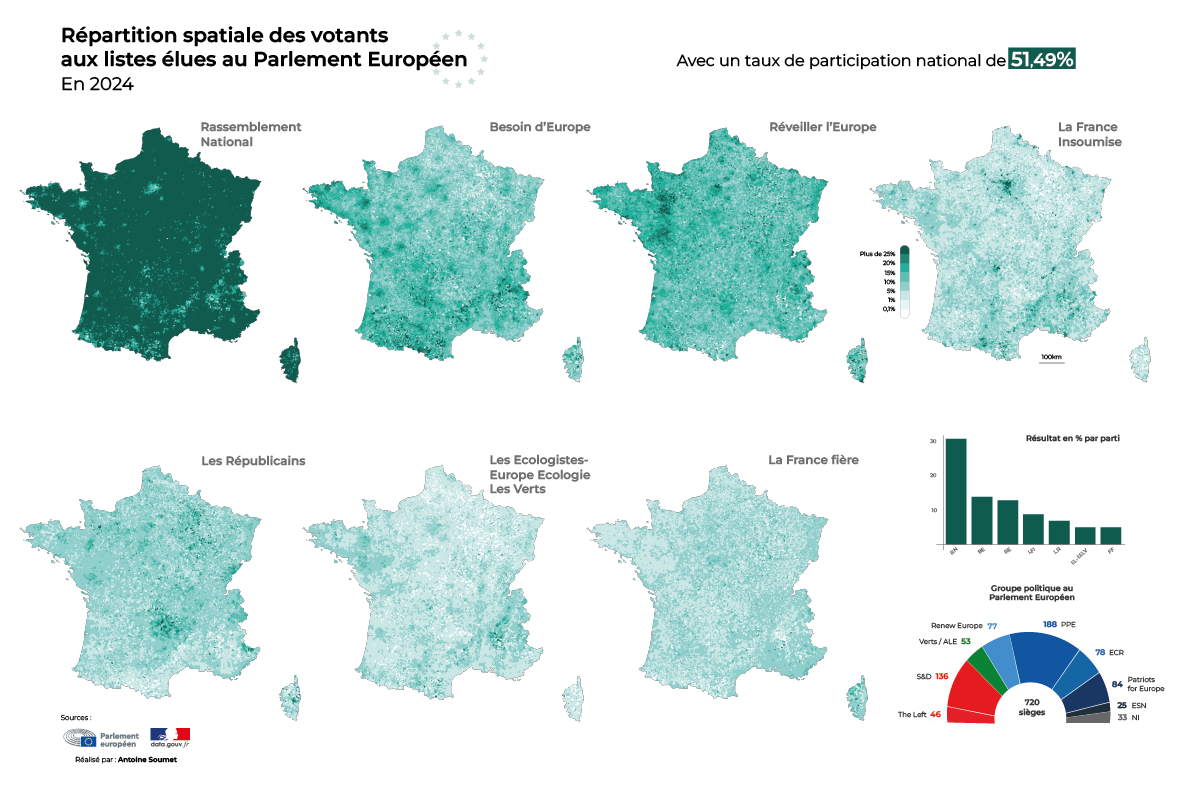 Répartition spatiale des votants
aux listes élues au Parlement Européen
En 2024
Avec un taux de participation national de 51,49%
Rassemblement
National
Besoin d'Europe
Réveiller l'Europe
La France
Insoumise
Plus de 25%
20%
15%
10%
5%
1%
0,1%
100km
Les Républicains
Les Ecologistes-
Europe Ecologie
Les Verts
La France fière
Résultat en % par parti
30
20
10
RN
BE
RE
LFI
LR
EL-EELV
FF
Groupe politique au
Parlement Européen
Renew Europe 77
188 PPE
Verts / ALE 53
78 ECR
S&D 136
84 Patriots
for Europe
The Left 46
25 ESN
33 NI
720
sièges
Sources :
Parlement
européen
data.gouv.fr
Réalisé par : Antoine Soumet